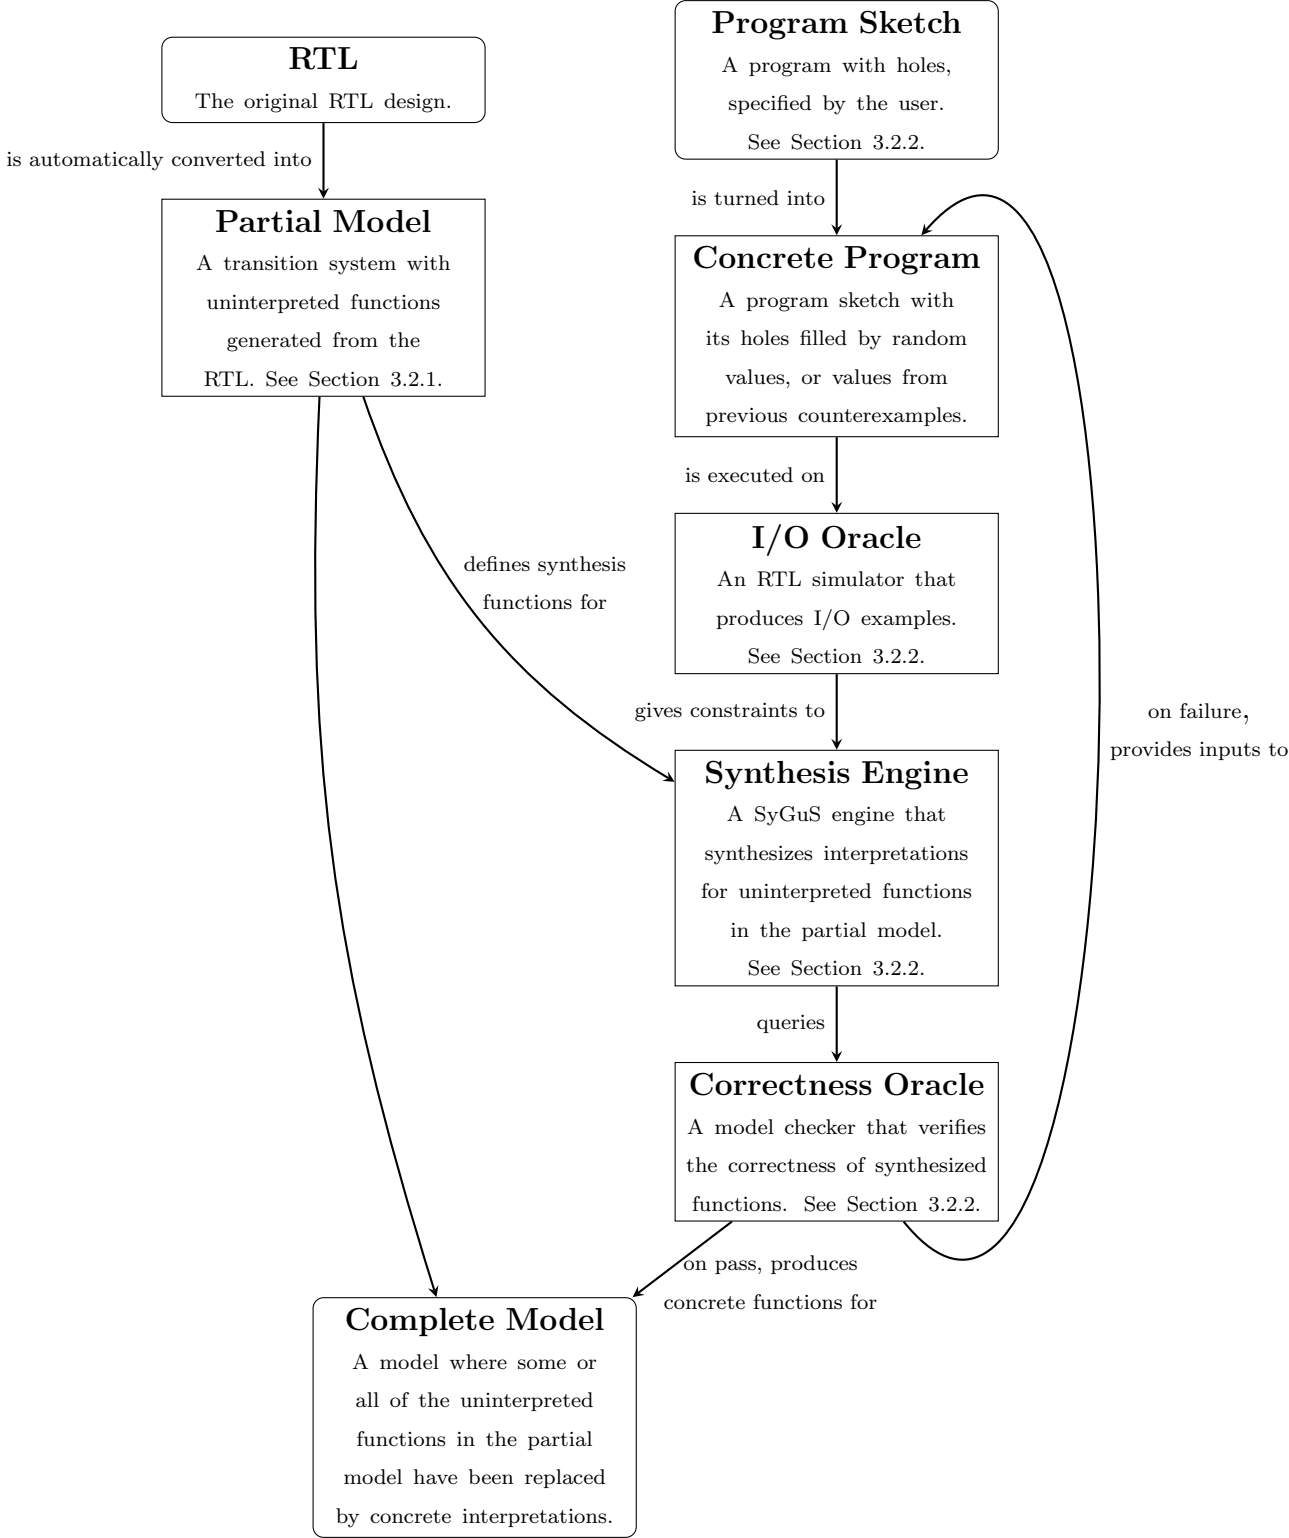 Program Sketch
A program with holes,
specified by the user.
See Section 3.2.2.
RTL
The original RTL design.
is automatically converted into
is turned into
Partial Model
A transition system with
uninterpreted functions
generated from the
RTL. See Section 3.2.1.
Concrete Program
A program sketch with
its holes filled by random
values, or values from
previous counterexamples.
is executed on
I/O Oracle
An RTL simulator that
produces I/O examples.
See Section 3.2.2.
defines synthesis
functions for
gives constraints to
on failure,
provides inputs to
Synthesis Engine
A SyGuS engine that
synthesizes interpretations
for uninterpreted functions
in the partial model.
See Section 3.2.2.
queries
Correctness Oracle
A model checker that verifies
the correctness of synthesized
functions. See Section 3.2.2.
on pass, produces
concrete functions for
Complete Model
A model where some or
all of the uninterpreted
functions in the partial
model have been replaced
by concrete interpretations.